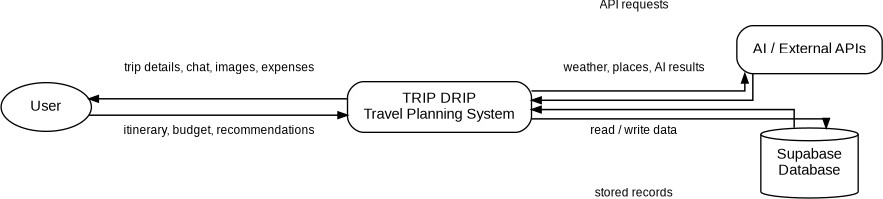 API requests
AI / External APIs
trip details, chat, images, expenses
weather, places, AI results
User
TRIP DRIP
Travel Planning System
itinerary, budget, recommendations
read / write data
Supabase
Database
stored records